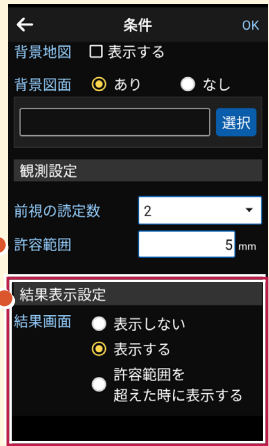 条件 OK
背景地図 表示する
背景図面 あり なし
選択
観測設定
前視の読定数 2
許容範囲 5 mm
結果表示設定
結果画面 表示しない
表示する
許容範囲を
超えた時に表示する